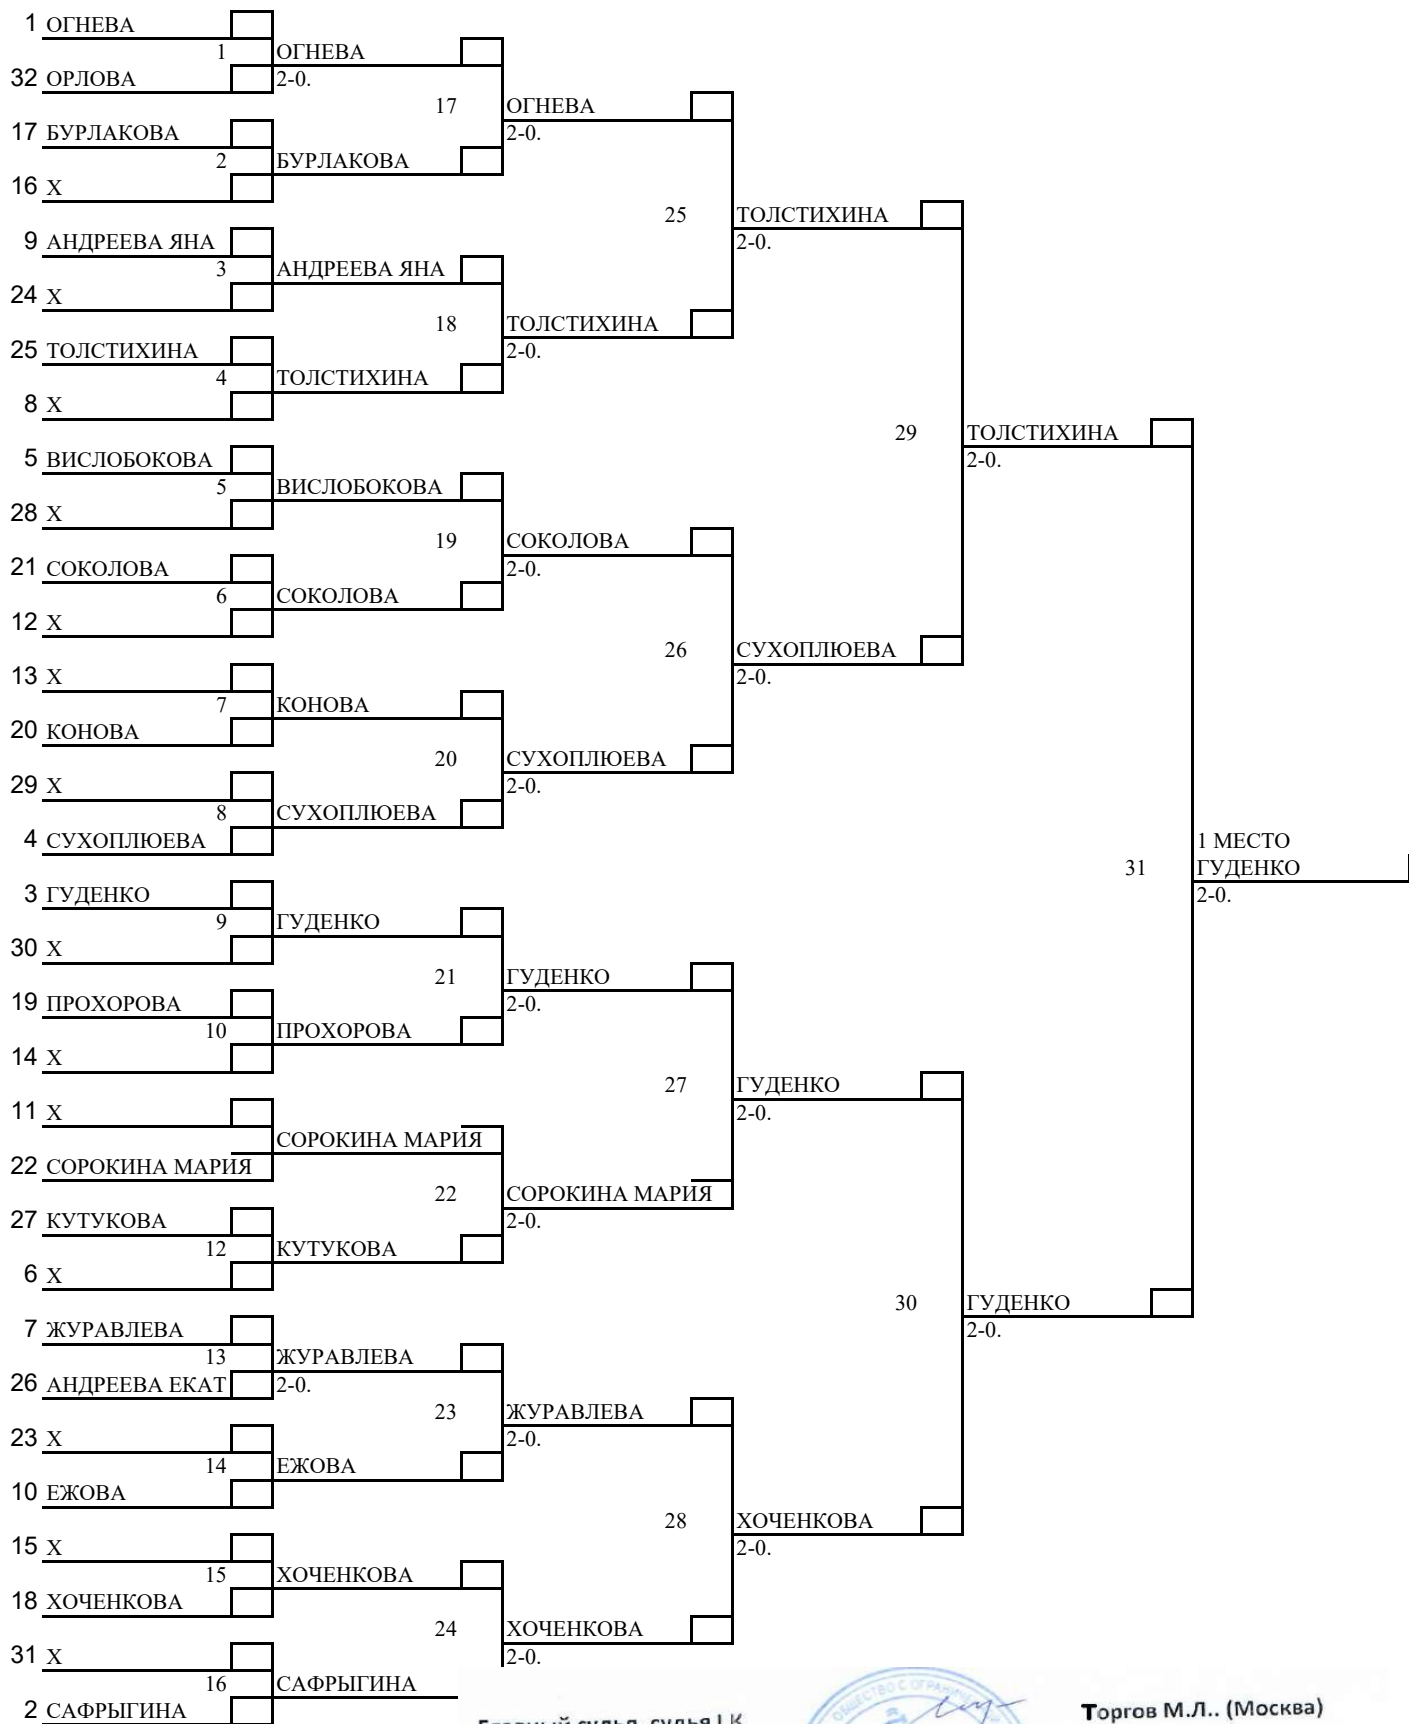 1 ОГНЕВА
1 ОГНЕВА
32 ОРЛОВА 2-0.
17 ОГНЕВА
17 БУРЛАКОВА 2-0.
2 БУРЛАКОВА
16 X
25 ТОЛСТИХИНА
9 АНДРЕЕВА ЯНА 2-0.
3 АНДРЕЕВА ЯНА
24 X
18 ТОЛСТИХИНА
25 ТОЛСТИХИНА 2-0.
4 ТОЛСТИХИНА
8 X
29 ТОЛСТИХИНА
5 ВИСЛОБОКОВА 2-0.
5 ВИСЛОБОКОВА
28 X
19 СОКОЛОВА
21 СОКОЛОВА 2-0.
6 СОКОЛОВА
12 X
26 СУХОПЛЮЕВА
13 X 2-0.
7 КОНОВА
20 КОНОВА
20 СУХОПЛЮЕВА
29 X 2-0.
8 СУХОПЛЮЕВА
4 СУХОПЛЮЕВА 1 МЕСТО
31 ГУДЕНКО
3 ГУДЕНКО 2-0.
9 ГУДЕНКО
30 X
21 ГУДЕНКО
19 ПРОХОРОВА 2-0.
10 ПРОХОРОВА
14 X
27 ГУДЕНКО
11 X 2-0.
СОРОКИНА МАРИЯ
22 СОРОКИНА МАРИЯ
22 СОРОКИНА МАРИЯ
27 КУТУКОВА 2-0.
12 КУТУКОВА
6 X
30 ГУДЕНКО
7 ЖУРАВЛЕВА 2-0.
13 ЖУРАВЛЕВА
26 АНДРЕЕВА ЕКАТ 2-0.
23 ЖУРАВЛЕВА
23 X 2-0.
14 ЕЖОВА
10 ЕЖОВА
28 ХОЧЕНКОВА
15 X 2-0.
15 ХОЧЕНКОВА
18 ХОЧЕНКОВА
24 ХОЧЕНКОВА
31 X 2-0.
16 САФРЫГИНА
2 САФРЫГИНА Торгов М.Л.. (Москва)